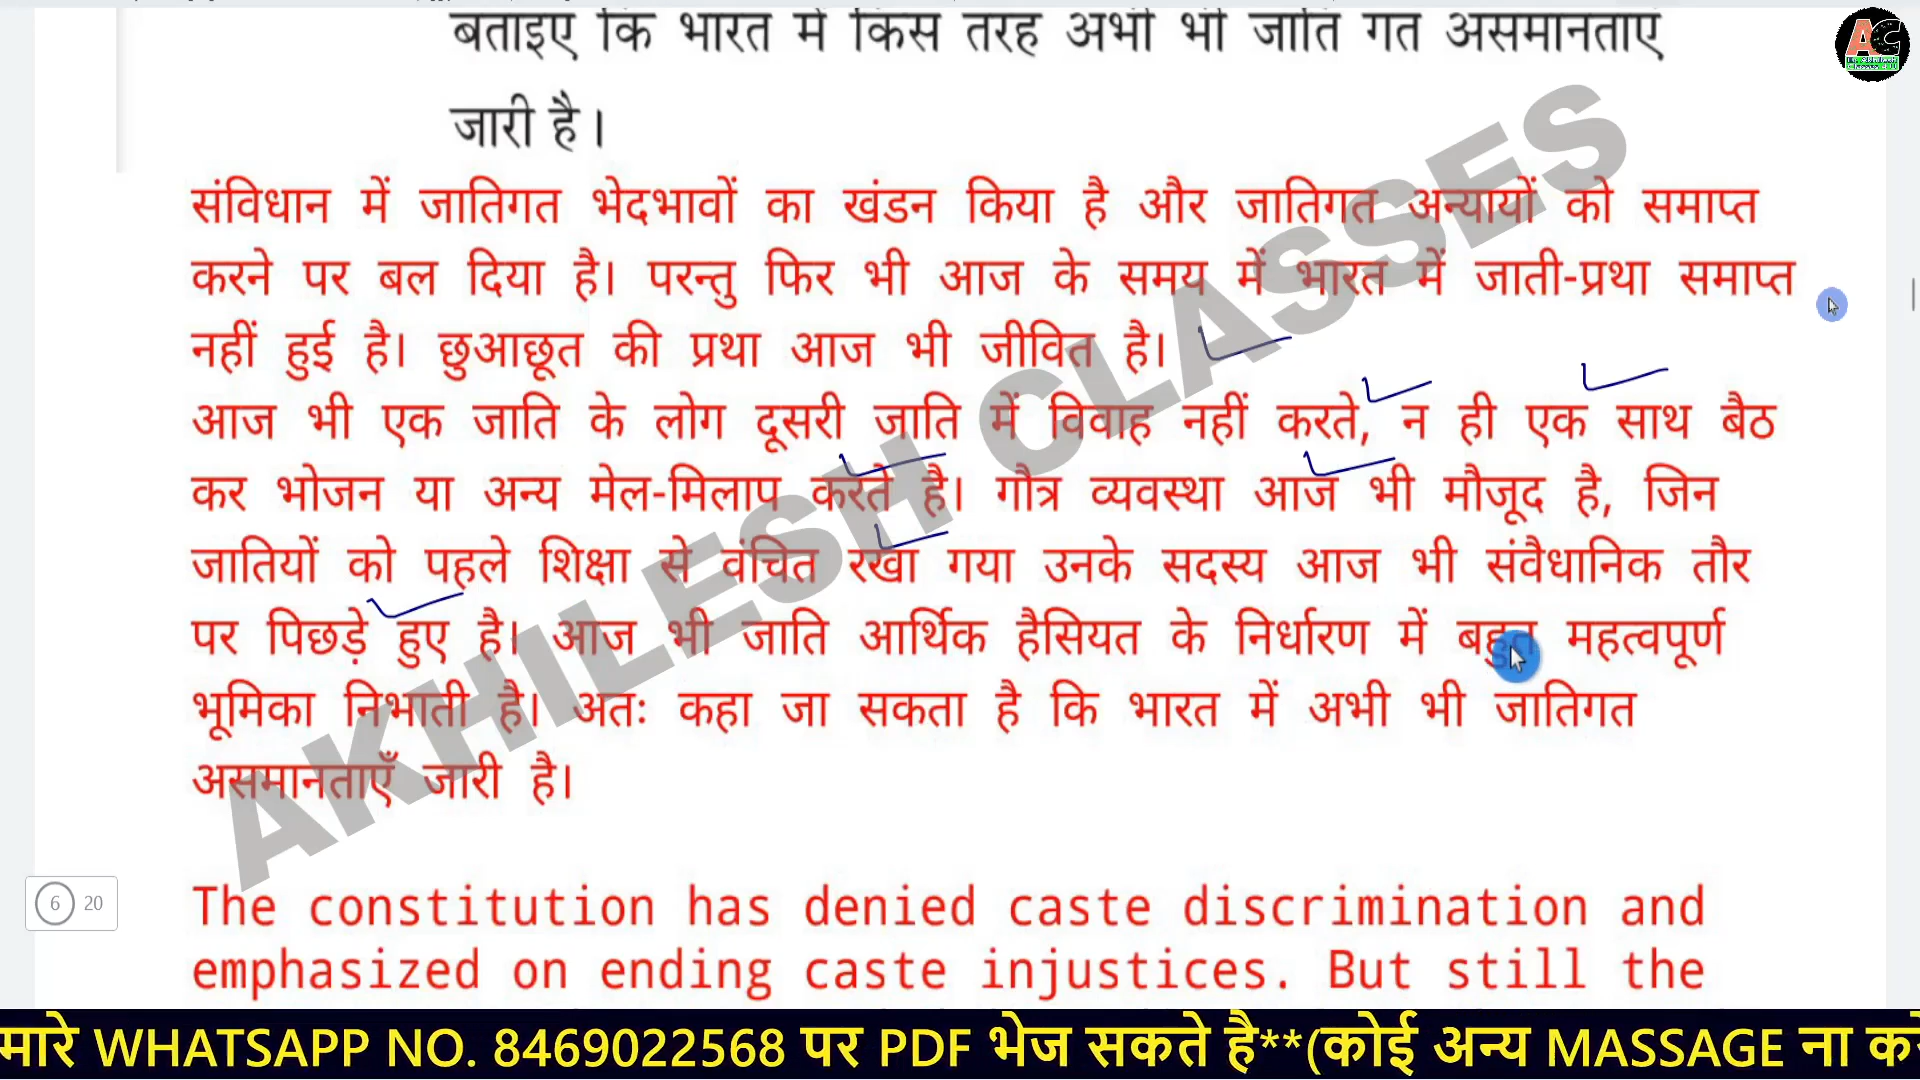 बताइए कि भारत में किस तरह अभी भी जाति गत असमानताएं
जारी है।
संविधान में जातिगत भेदभावों का खंडन किया है और जातिगत अन्यायों को समाप्त
करने पर बल दिया है। परन्तु फिर भी आज के समय में भारत में जाती-प्रथा समाप्त
नहीं हुई है। छुआछूत की प्रथा आज भी जीवित है।
आज भी एक जाति के लोग दूसरी जाति में विवाह नहीं करते, न ही एक साथ बैठ
कर भोजन या अन्य मेल-मिलाप करते है। गौत्र व्यवस्था आज भी मौजूद है, जिन
जातियों को पहले शिक्षा से वंचित रखा गया उनके सदस्य आज भी संवैधानिक तौर
पर पिछड़े हुए है। आज भी जाति आर्थिक हैसियत के निर्धारण में बहुत महत्वपूर्ण
भूमिका निभाती है। अतः कहा जा सकता है कि भारत में अभी भी जातिगत
असमानताएँ जारी है।
The constitution has denied caste discrimination and
emphasized on ending caste injustices. But still the
AKHILESH CLASSES
AC
6 20
मारे WHATSAPP NO. 8469022568 पर PDF भेज सकते है**(कोई अन्य MASSAGE ना